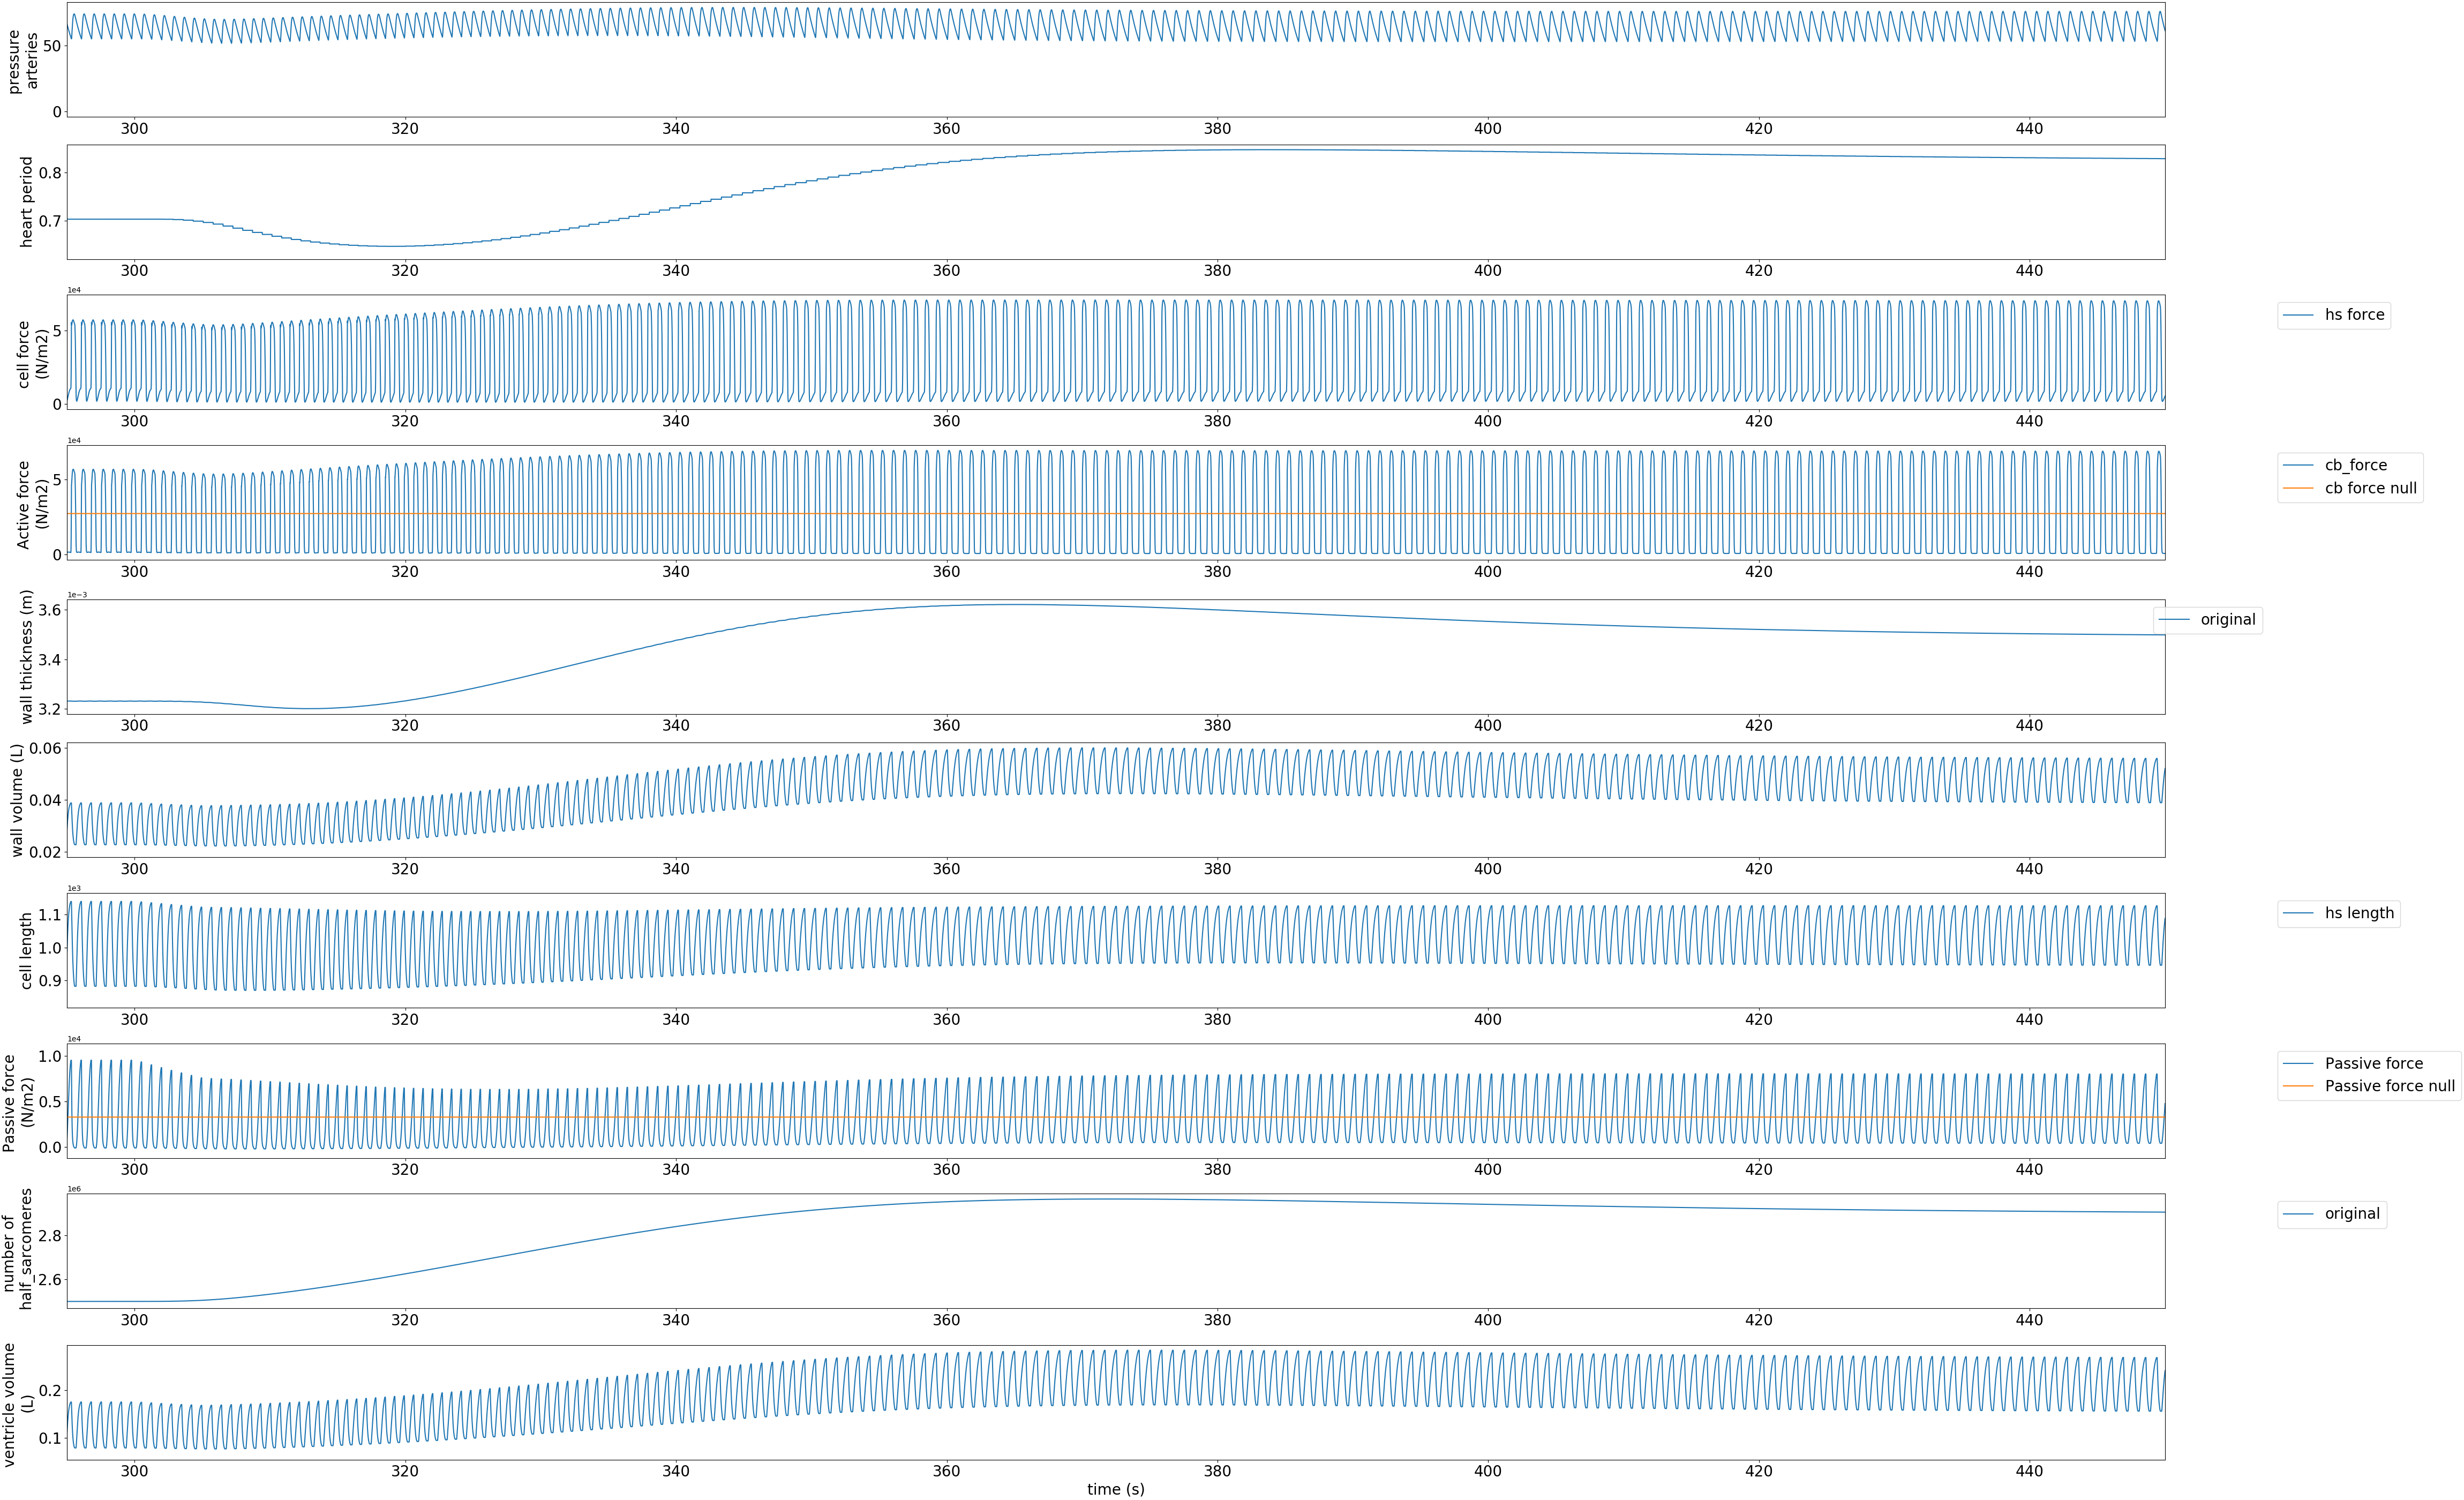 pressure
arteries
50
0
300 320 340 360 380 400 420 440
heart period
0.8
0.7
300 320 340 360 380 400 420 440
1e4
cell force
(N/m2)
5
0
hs force
300 320 340 360 380 400 420 440
1e4
Active force
(N/m2)
5
0
cb_force
cb force null
300 320 340 360 380 400 420 440
1e−3
wall thickness (m)
3.6
3.4
3.2
original
300 320 340 360 380 400 420 440
wall volume (L)
0.06
0.04
0.02
300 320 340 360 380 400 420 440
1e3
cell length
1.1
1.0
0.9
hs length
300 320 340 360 380 400 420 440
1e4
Passive force
(N/m2)
1.0
0.5
0.0
Passive force
Passive force null
300 320 340 360 380 400 420 440
1e6
number of
half_sarcomeres
2.8
2.6
original
300 320 340 360 380 400 420 440
ventricle volume
(L)
0.2
0.1
300 320 340 360 380 400 420 440
time (s)